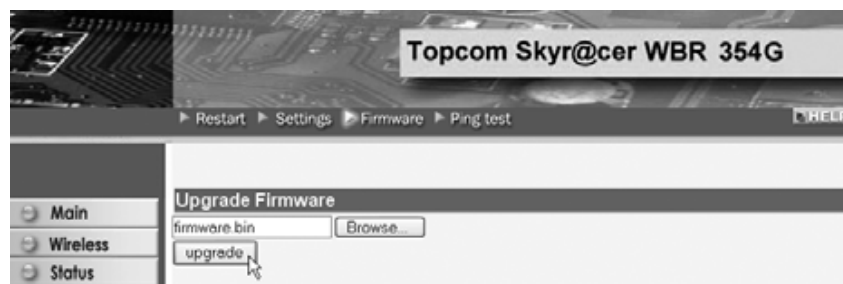 Topcom Skyr@cer WBR 354G
Restart Settings Firmware Ping test HELP
Upgrade Firmware
firmware.bin Browse...
upgrade
Main
Wireless
Status